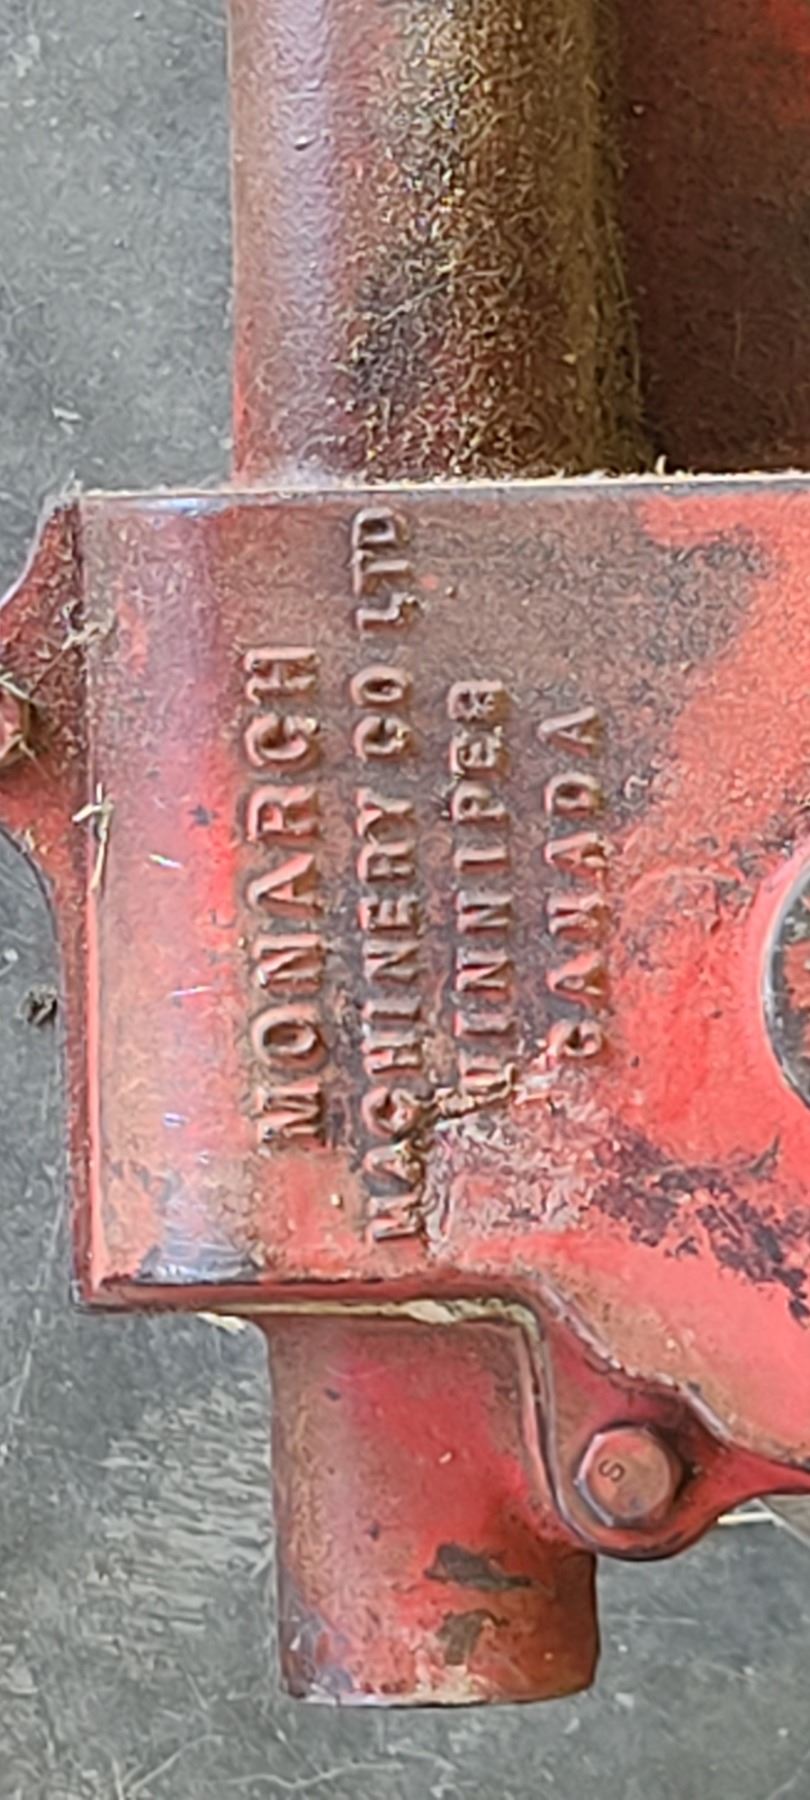 MONARCH
MACHINERY CO LTD
WINNIPEG
CANADA
S